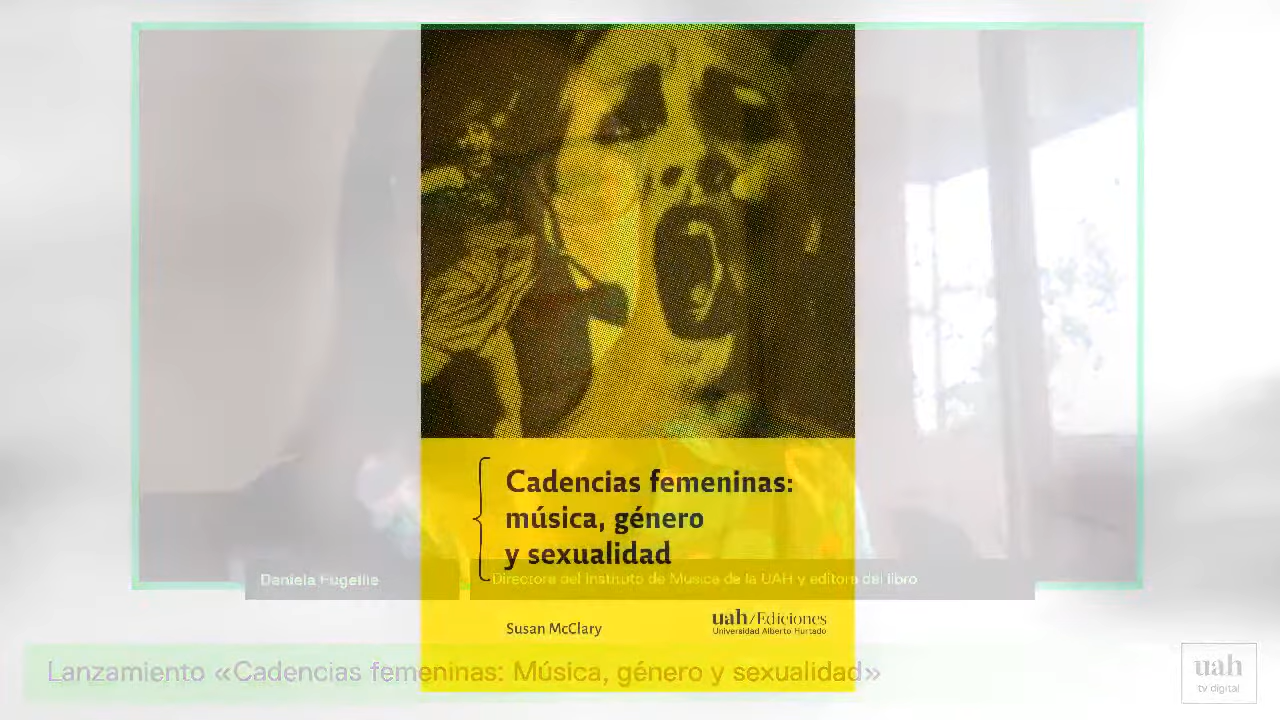 Cadencias femeninas:
música, género
y sexualidad
Daniela Fugellie
Directora del Instituto de Música de la UAH y editora del libro
Susan McClary
uah/Ediciones
Universidad Alberto Hurtado
Lanzamiento «Cadencias femeninas: Música, género y sexualidad»
uah
tv digital